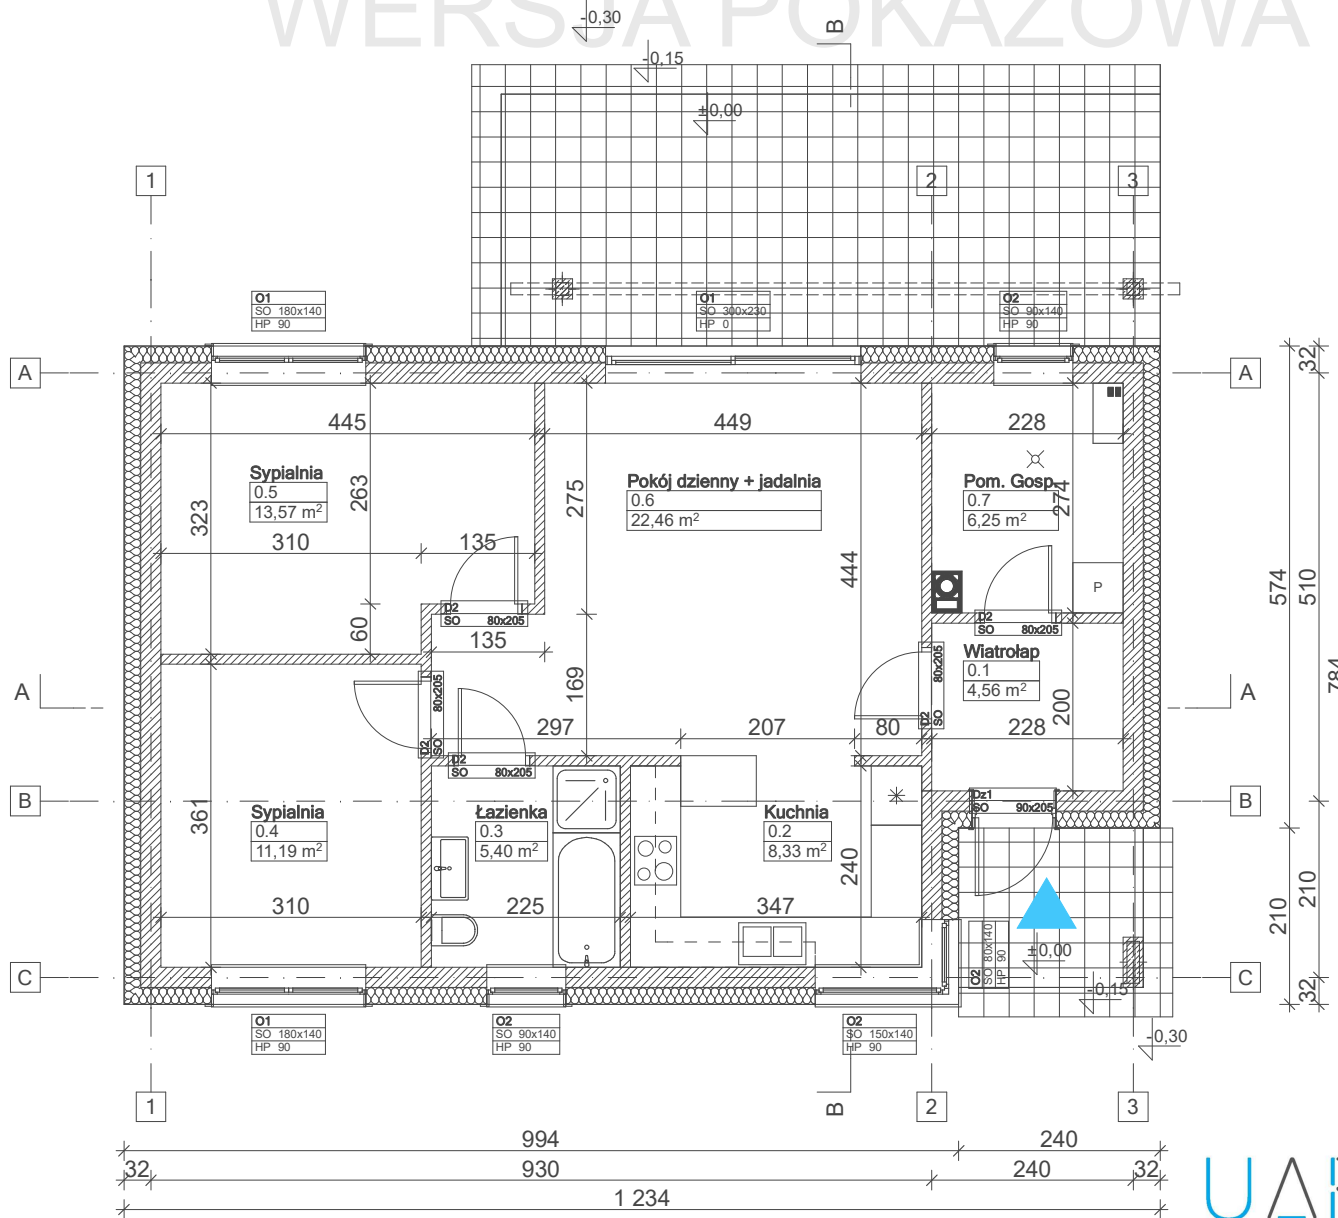 WERSJA POKAZOWA
-0,30
-0,15
±0,00
B
1
2
3
O1
SO 180x140
HP 90
O1
SO 300x230
HP 0
O2
SO 90x140
HP 90
A
A
32
445
449
228
Sypialnia
0.5
13,57 m²
323
263
310
135
60
Pokój dzienny + jadalnia
0.6
22,46 m²
275
444
Pom. Gosp.
0.7
6,25 m²
274
P
574
510
784
D2
SO 80x205
D2
SO 80x205
135
169
Wiatrołap
0.1
4,56 m²
200
D2
SO 80x205
D2
SO 80x205
A
A
297
207
80
228
D2
SO 80x205
Dz1
SO 90x205
B
B
Sypialnia
0.4
11,19 m²
361
310
Łazienka
0.3
5,40 m²
225
Kuchnia
0.2
8,33 m²
240
347
210
210
O2
SO 80x140
HP 90
±0,00
-0,15
-0,30
C
C
32
O1
SO 180x140
HP 90
O2
SO 90x140
HP 90
O2
SO 150x140
HP 90
1
B
2
3
994
240
32
930
240
32
1 234